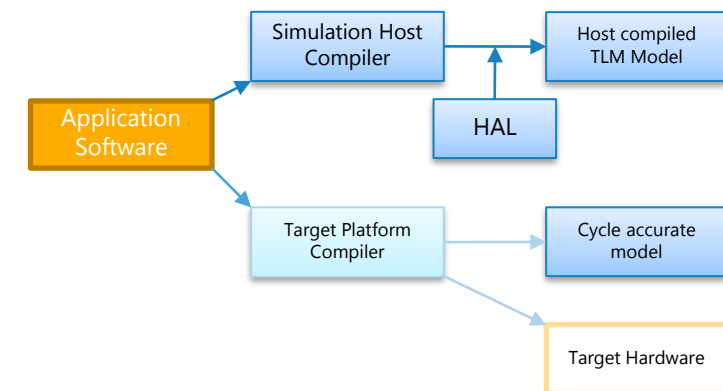 Simulation Host
Compiler
Host compiled
TLM Model
Application
Software
HAL
Target Platform
Compiler
Cycle accurate
model
Target Hardware